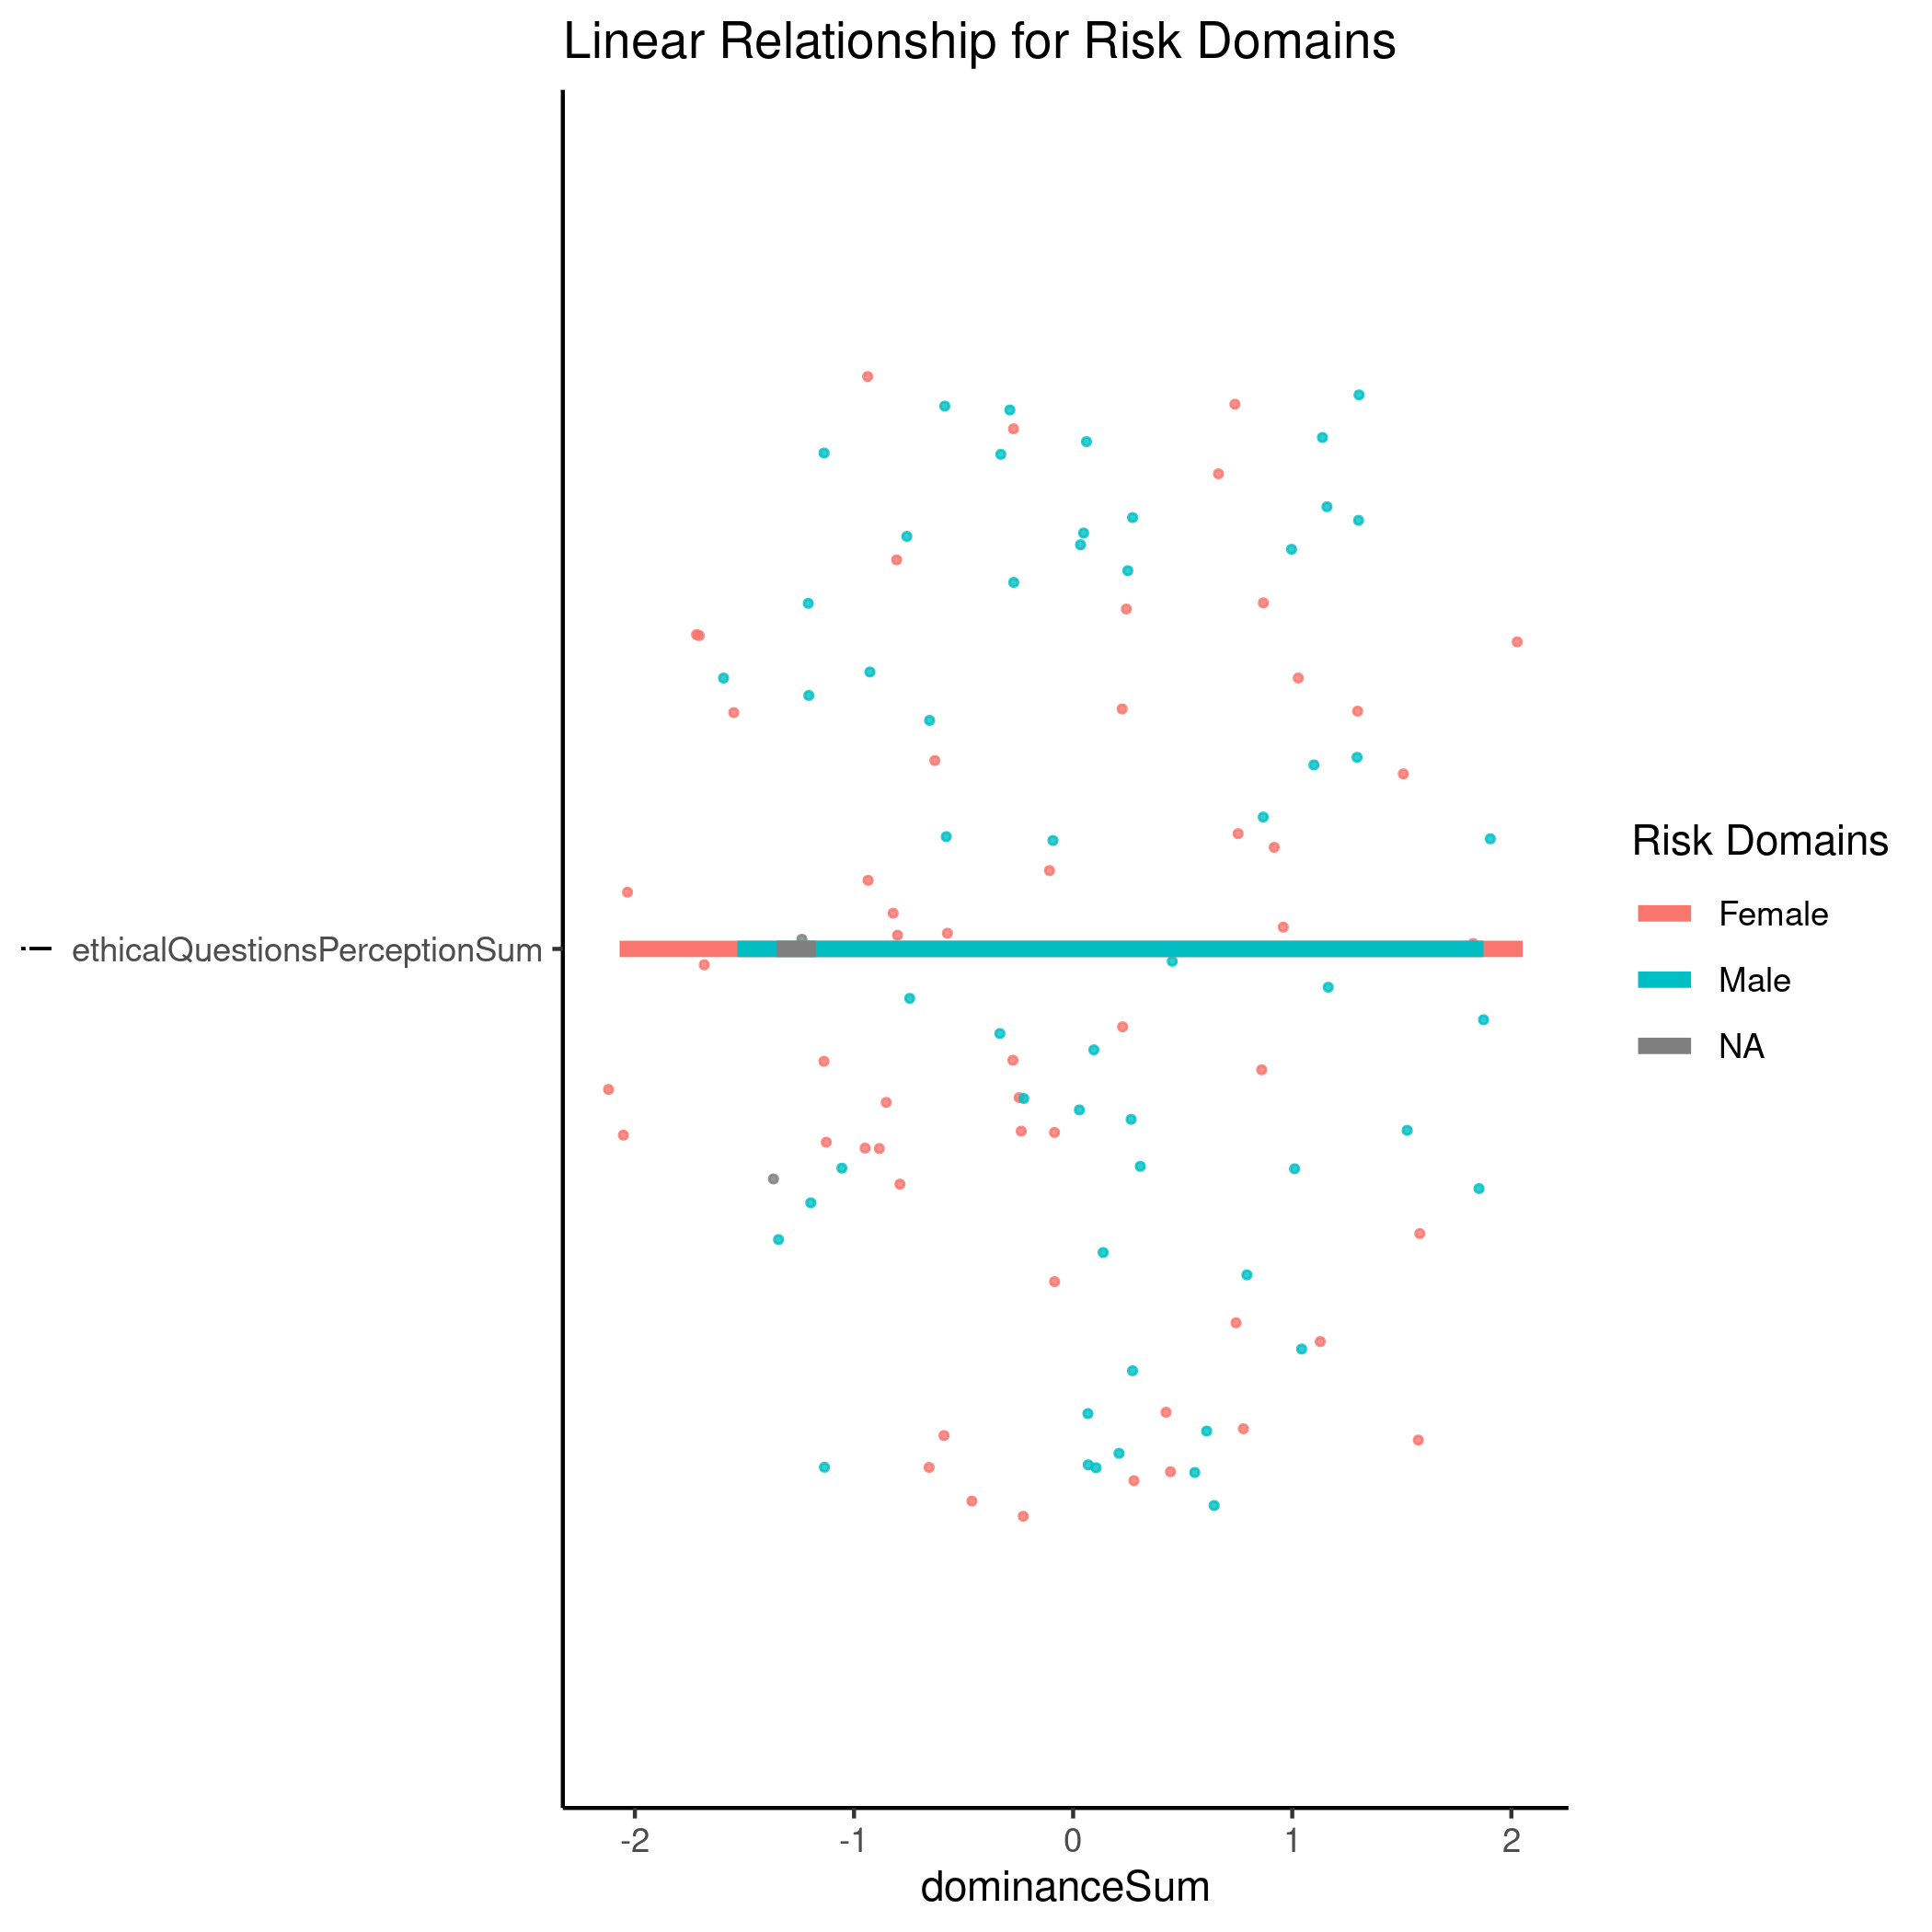 Linear Relationship for Risk Domains
ethicalQuestionsPerceptionSum
Risk Domains
Female
Male
NA
-2 -1 0 1 2
dominanceSum